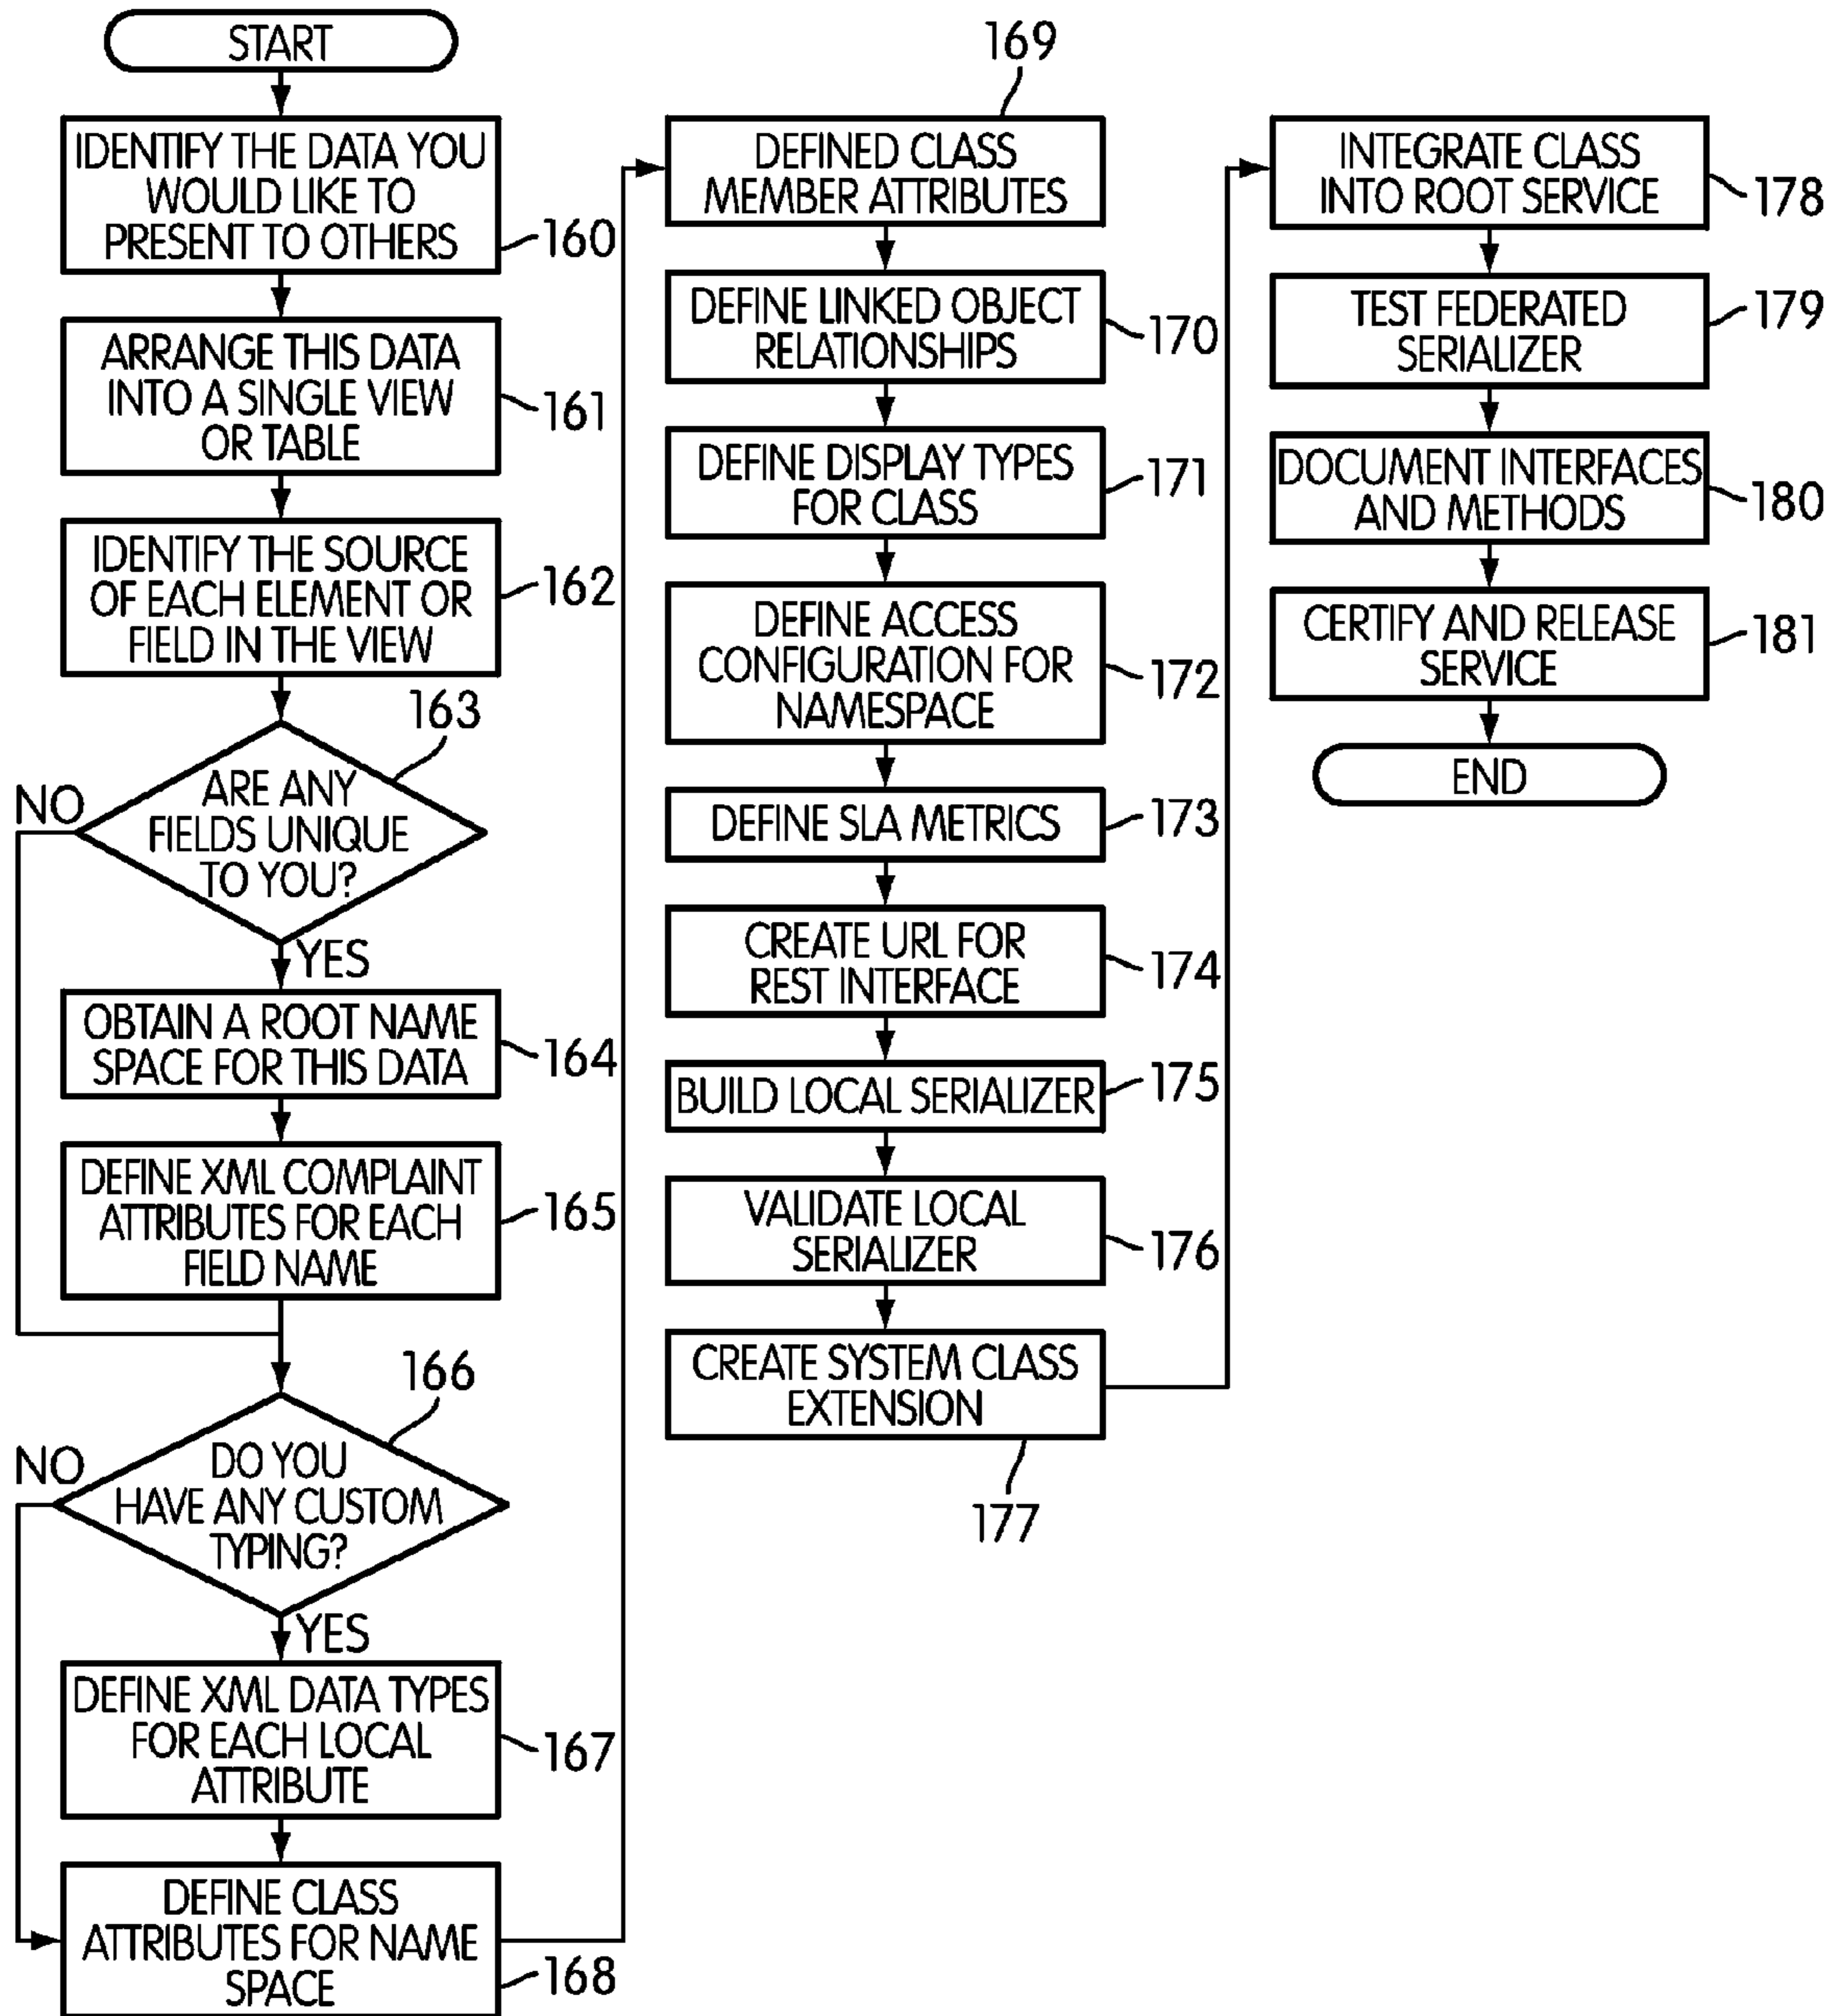 START
IDENTIFY THE DATA YOU
WOULD LIKE TO
PRESENT TO OTHERS
160
ARRANGE THIS DATA
INTO A SINGLE VIEW
OR TABLE
161
IDENTIFY THE SOURCE
OF EACH ELEMENT OR
FIELD IN THE VIEW
162
163
ARE ANY
FIELDS UNIQUE
TO YOU?
NO
YES
OBTAIN A ROOT NAME
SPACE FOR THIS DATA
164
DEFINE XML COMPLAINT
ATTRIBUTES FOR EACH
FIELD NAME
165
166
DO YOU
HAVE ANY CUSTOM
TYPING?
NO
YES
DEFINE XML DATA TYPES
FOR EACH LOCAL
ATTRIBUTE
167
DEFINE CLASS
ATTRIBUTES FOR NAME
SPACE
168
169
DEFINED CLASS
MEMBER ATTRIBUTES
DEFINE LINKED OBJECT
RELATIONSHIPS
170
DEFINE DISPLAY TYPES
FOR CLASS
171
DEFINE ACCESS
CONFIGURATION FOR
NAMESPACE
172
DEFINE SLA METRICS
173
CREATE URL FOR
REST INTERFACE
174
BUILD LOCAL SERIALIZER
175
VALIDATE LOCAL
SERIALIZER
176
CREATE SYSTEM CLASS
EXTENSION
177
INTEGRATE CLASS
INTO ROOT SERVICE
178
TEST FEDERATED
SERIALIZER
179
DOCUMENT INTERFACES
AND METHODS
180
CERTIFY AND RELEASE
SERVICE
181
END